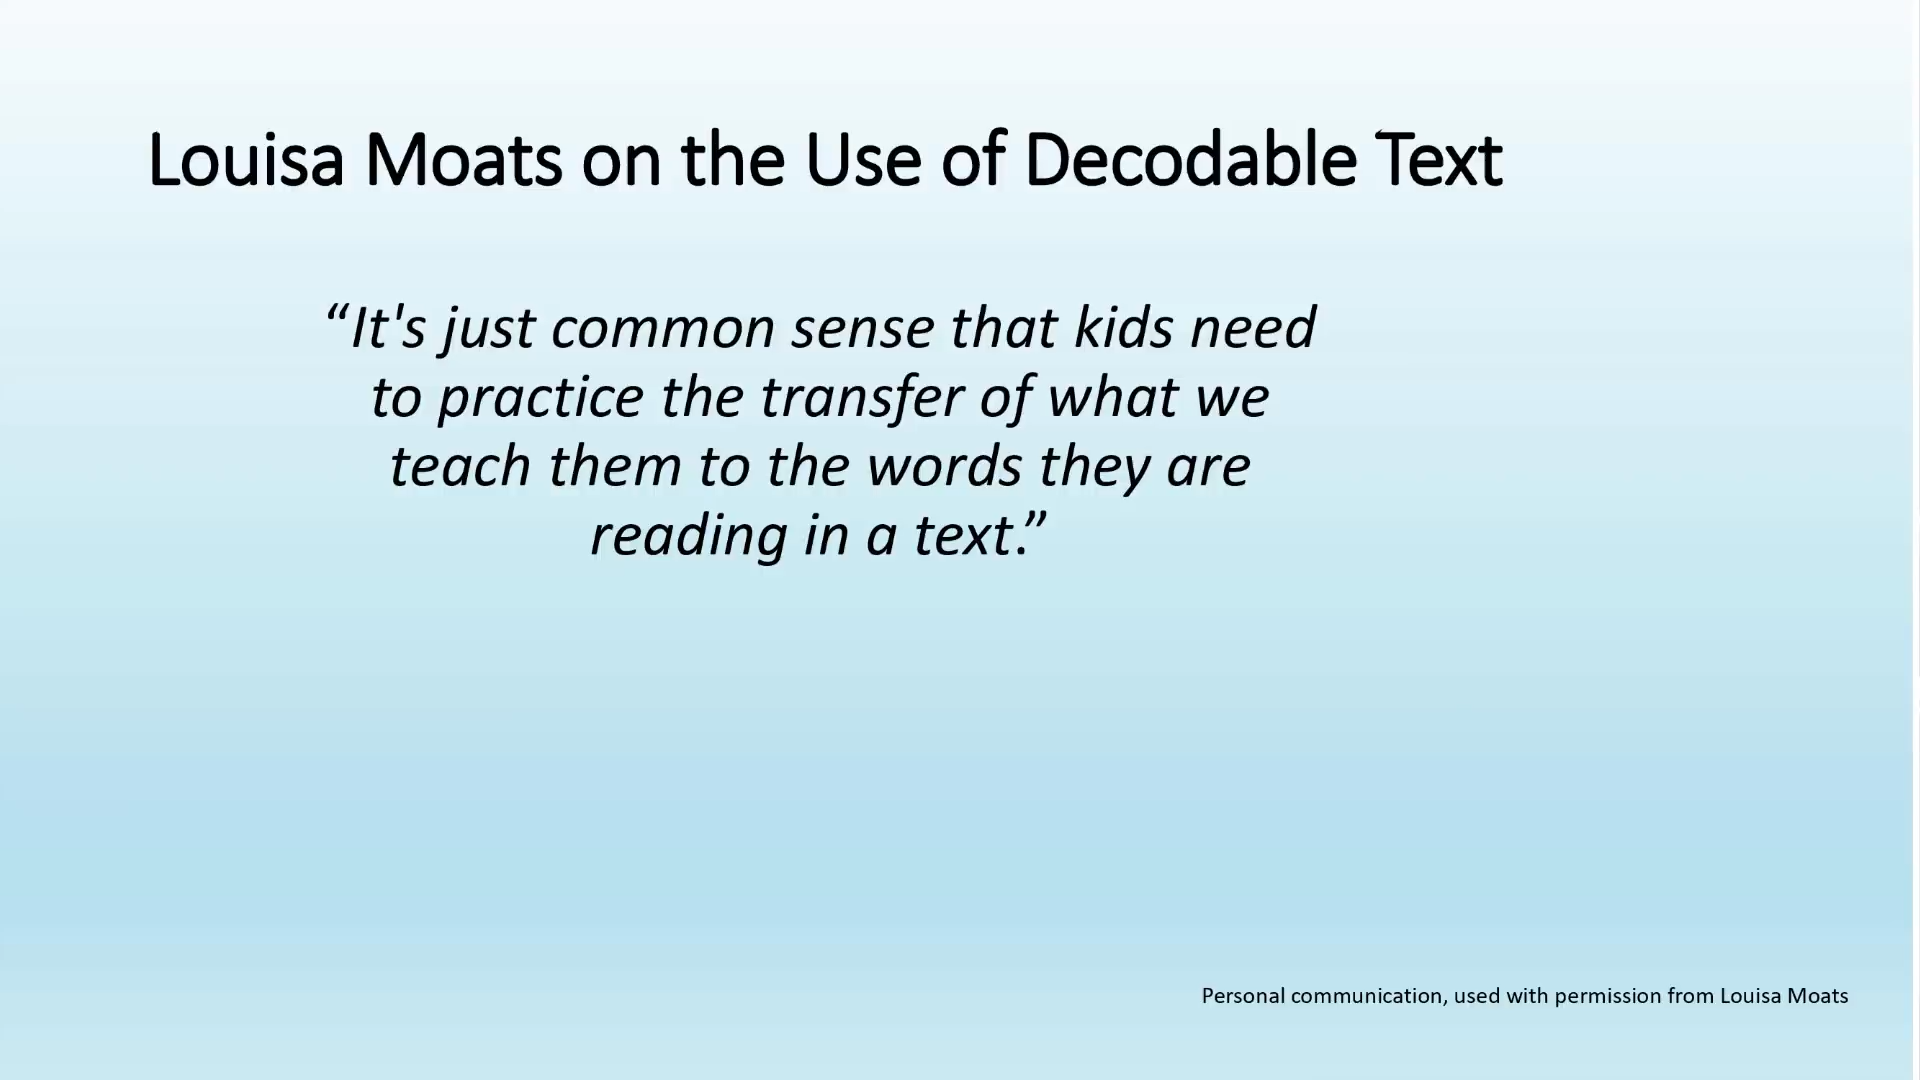 Louisa Moats on the Use of Decodable Text
“It's just common sense that kids need
to practice the transfer of what we
teach them to the words they are
reading in a text.”
Personal communication, used with permission from Louisa Moats